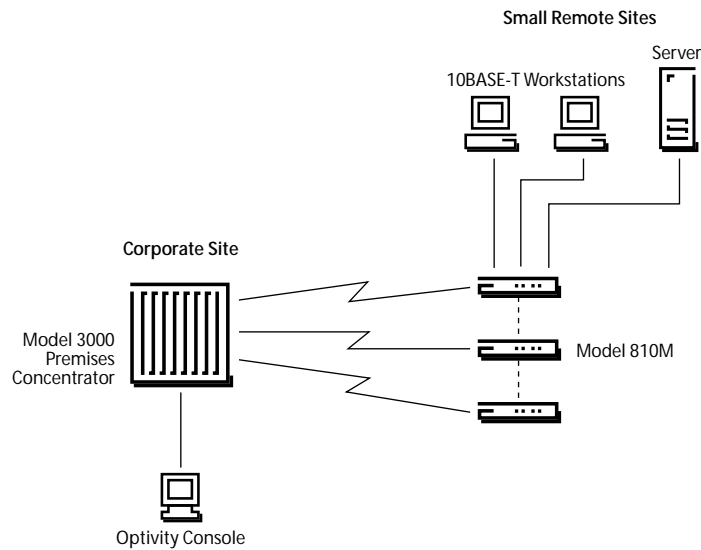 Small Remote Sites
Server
10BASE-T Workstations
Corporate Site
Model 3000
Premises
Concentrator
Model 810M
Optivity Console